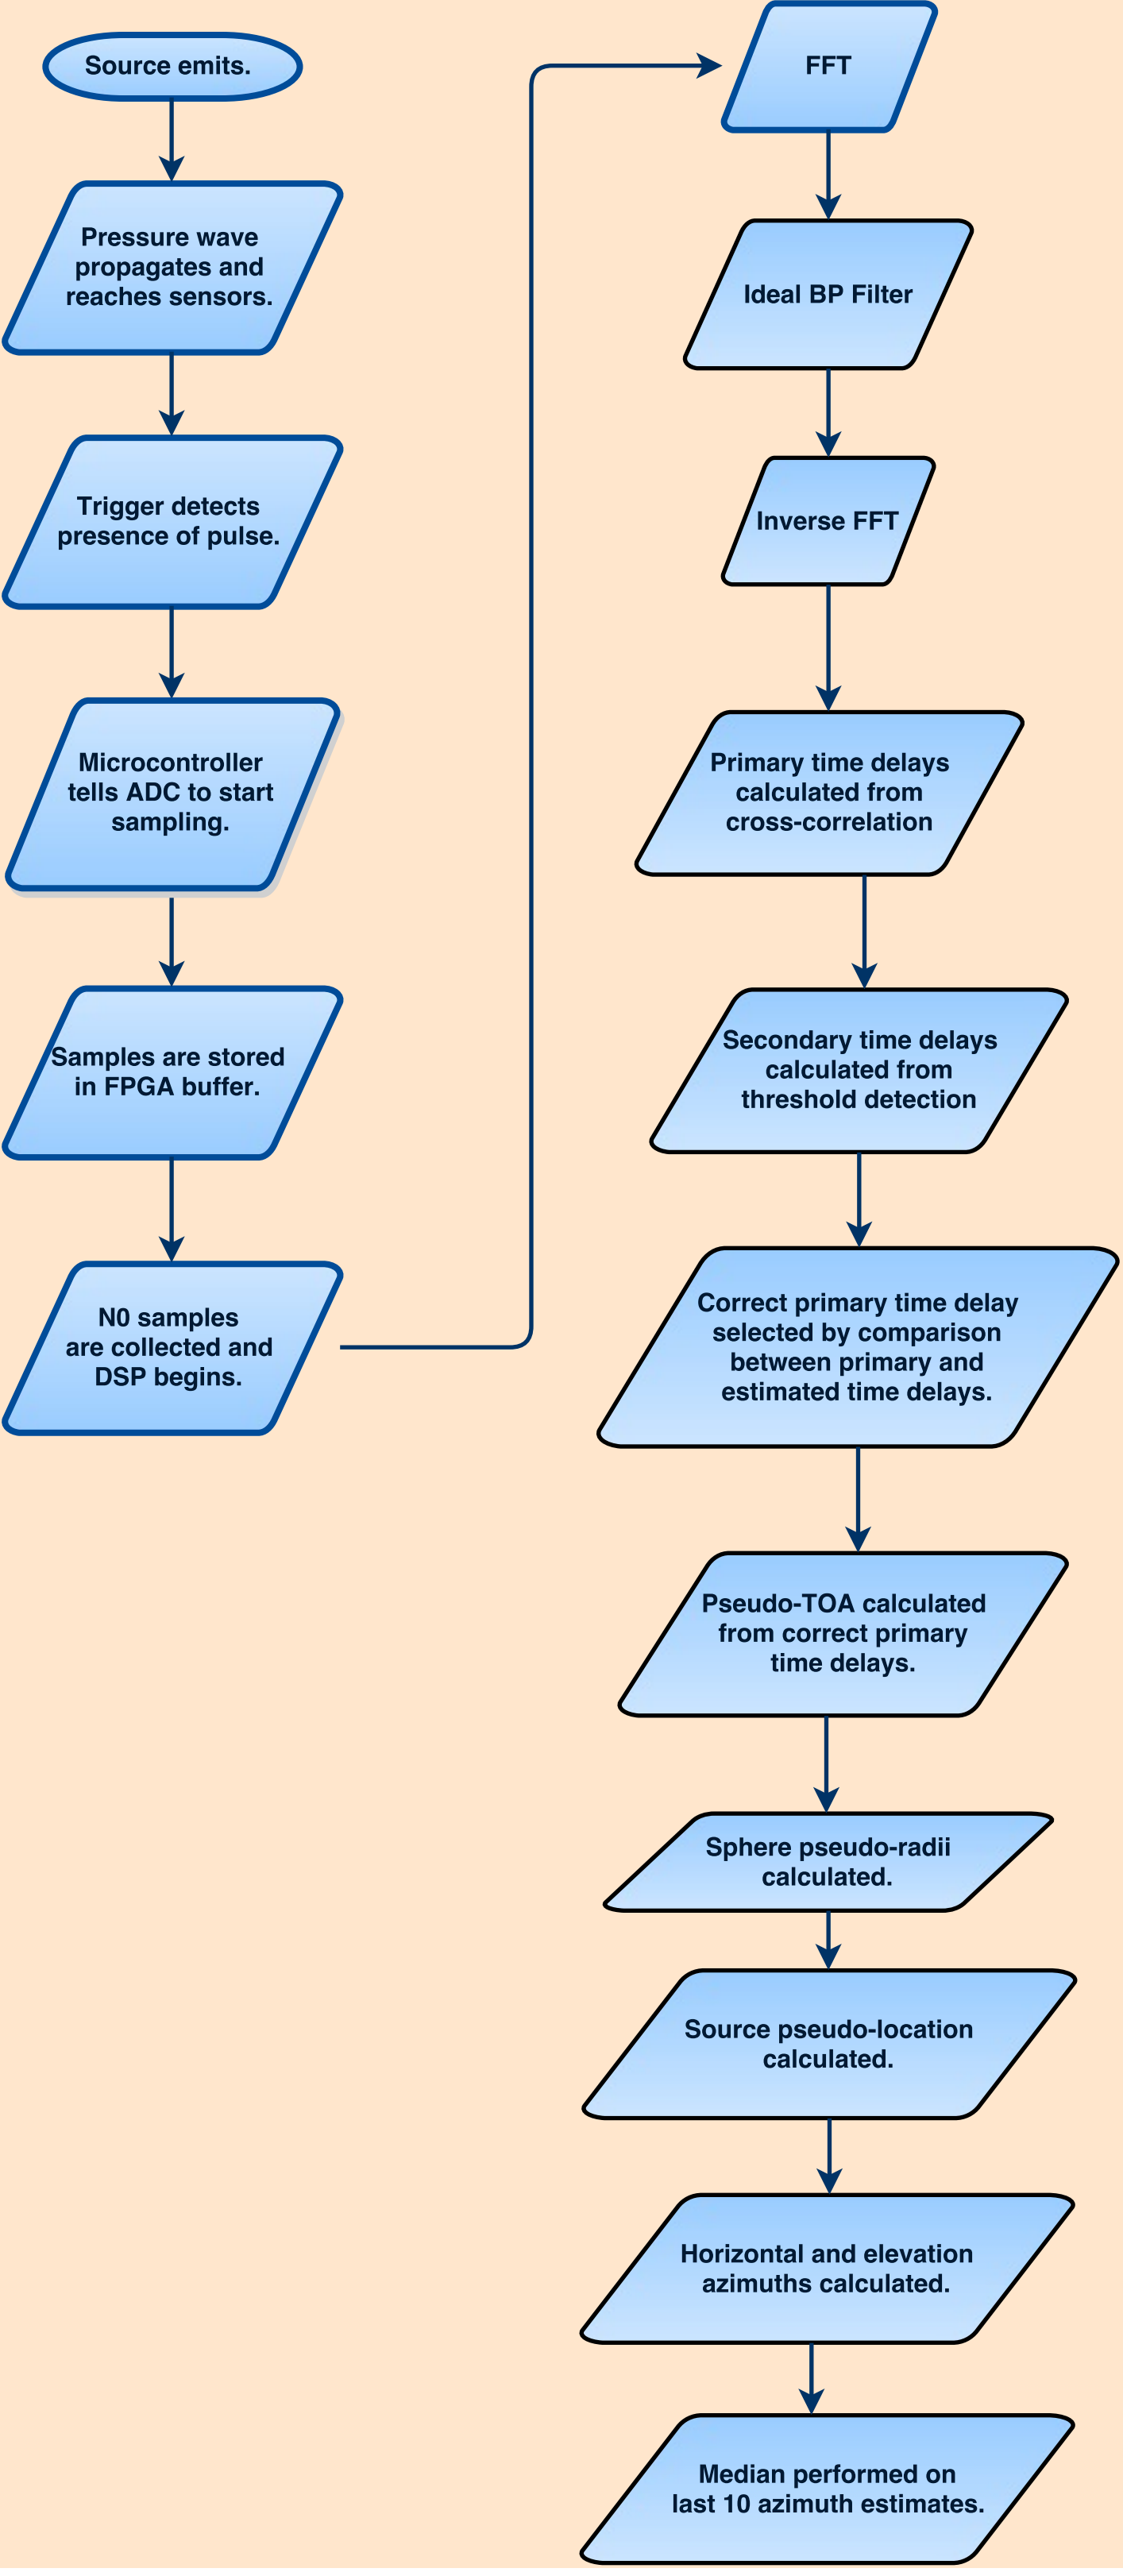 Source emits.
Pressure wave
propagates and
reaches sensors.
Trigger detects
presence of pulse.
Microcontroller
tells ADC to start
sampling.
Samples are stored
in FPGA buffer.
N0 samples
are collected and
DSP begins.
FFT
Ideal BP Filter
Inverse FFT
Primary time delays
calculated from
cross-correlation
Secondary time delays
calculated from
threshold detection
Correct primary time delay
selected by comparison
between primary and
estimated time delays.
Pseudo-TOA calculated
from correct primary
time delays.
Sphere pseudo-radii
calculated.
Source pseudo-location
calculated.
Horizontal and elevation
azimuths calculated.
Median performed on
last 10 azimuth estimates.